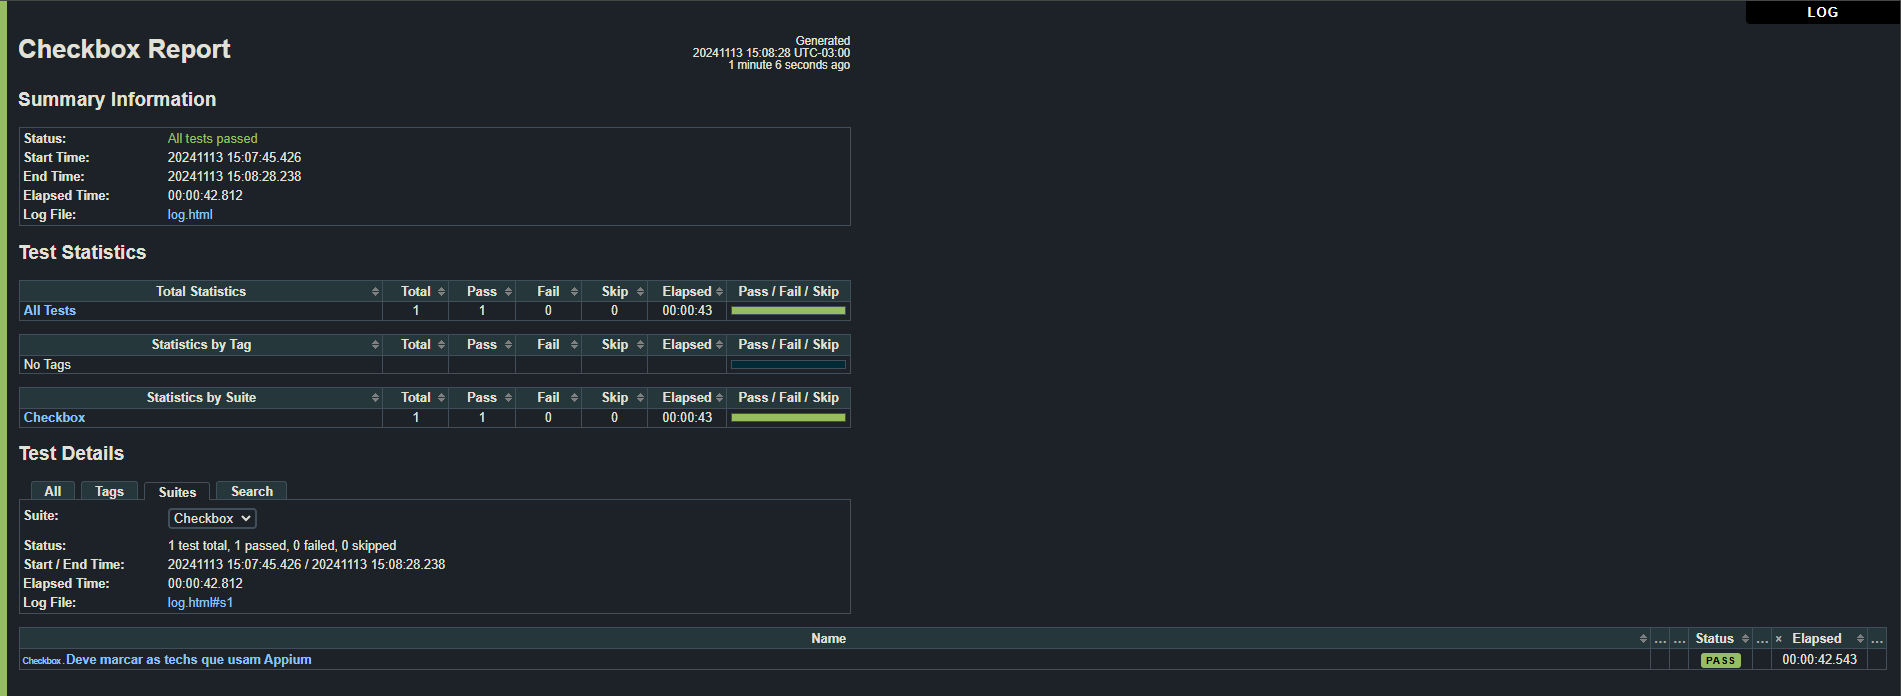 LOG
Checkbox Report
Generated
20241113 15:08:28 UTC-03:00
1 minute 6 seconds ago
Summary Information
Status: All tests passed
Start Time: 20241113 15:07:45.426
End Time: 20241113 15:08:28.238
Elapsed Time: 00:00:42.812
Log File: log.html
Test Statistics
Total Statistics Total Pass Fail Skip Elapsed Pass / Fail / Skip
All Tests 1 1 0 0 00:00:43
Statistics by Tag Total Pass Fail Skip Elapsed Pass / Fail / Skip
No Tags
Statistics by Suite Total Pass Fail Skip Elapsed Pass / Fail / Skip
Checkbox 1 1 0 0 00:00:43
Test Details
All Tags Suites Search
Suite: Checkbox
Status: 1 test total, 1 passed, 0 failed, 0 skipped
Start / End Time: 20241113 15:07:45.426 / 20241113 15:08:28.238
Elapsed Time: 00:00:42.812
Log File: log.html#s1
Name ... ... Status ... × Elapsed ...
Checkbox . Deve marcar as techs que usam Appium PASS 00:00:42.543